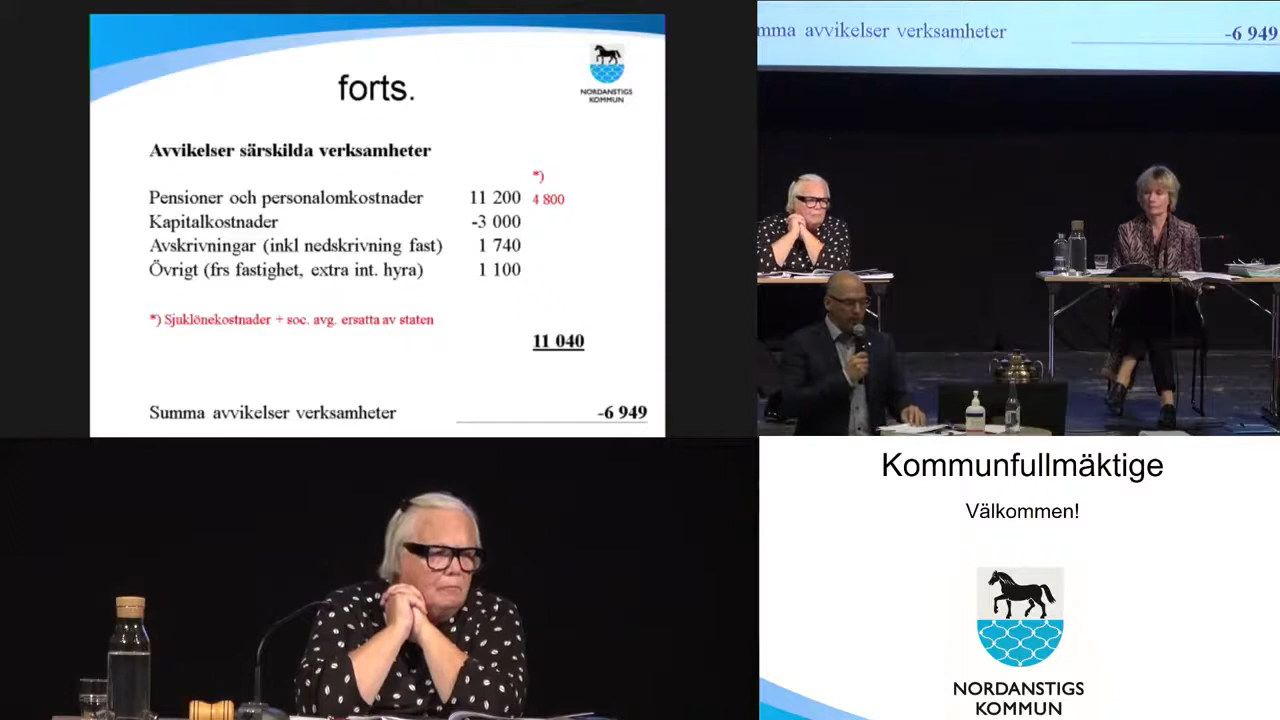 forts.
NORDANSTIGS
KOMMUN
Avvikelser särskilda verksamheter
*)
Pensioner och personalomkostnader 11 200 4 800
Kapitalkostnader -3 000
Avskrivningar (inkl nedskrivning fast) 1 740
Övrigt (frs fastighet, extra int. hyra) 1 100
*) Sjuklönekostnader + soc. avg. ersatta av staten
11 040
Summa avvikelser verksamheter -6 949
mma avvikelser verksamheter -6 949
Kommunfullmäktige
Välkommen!
NORDANSTIGS
KOMMUN